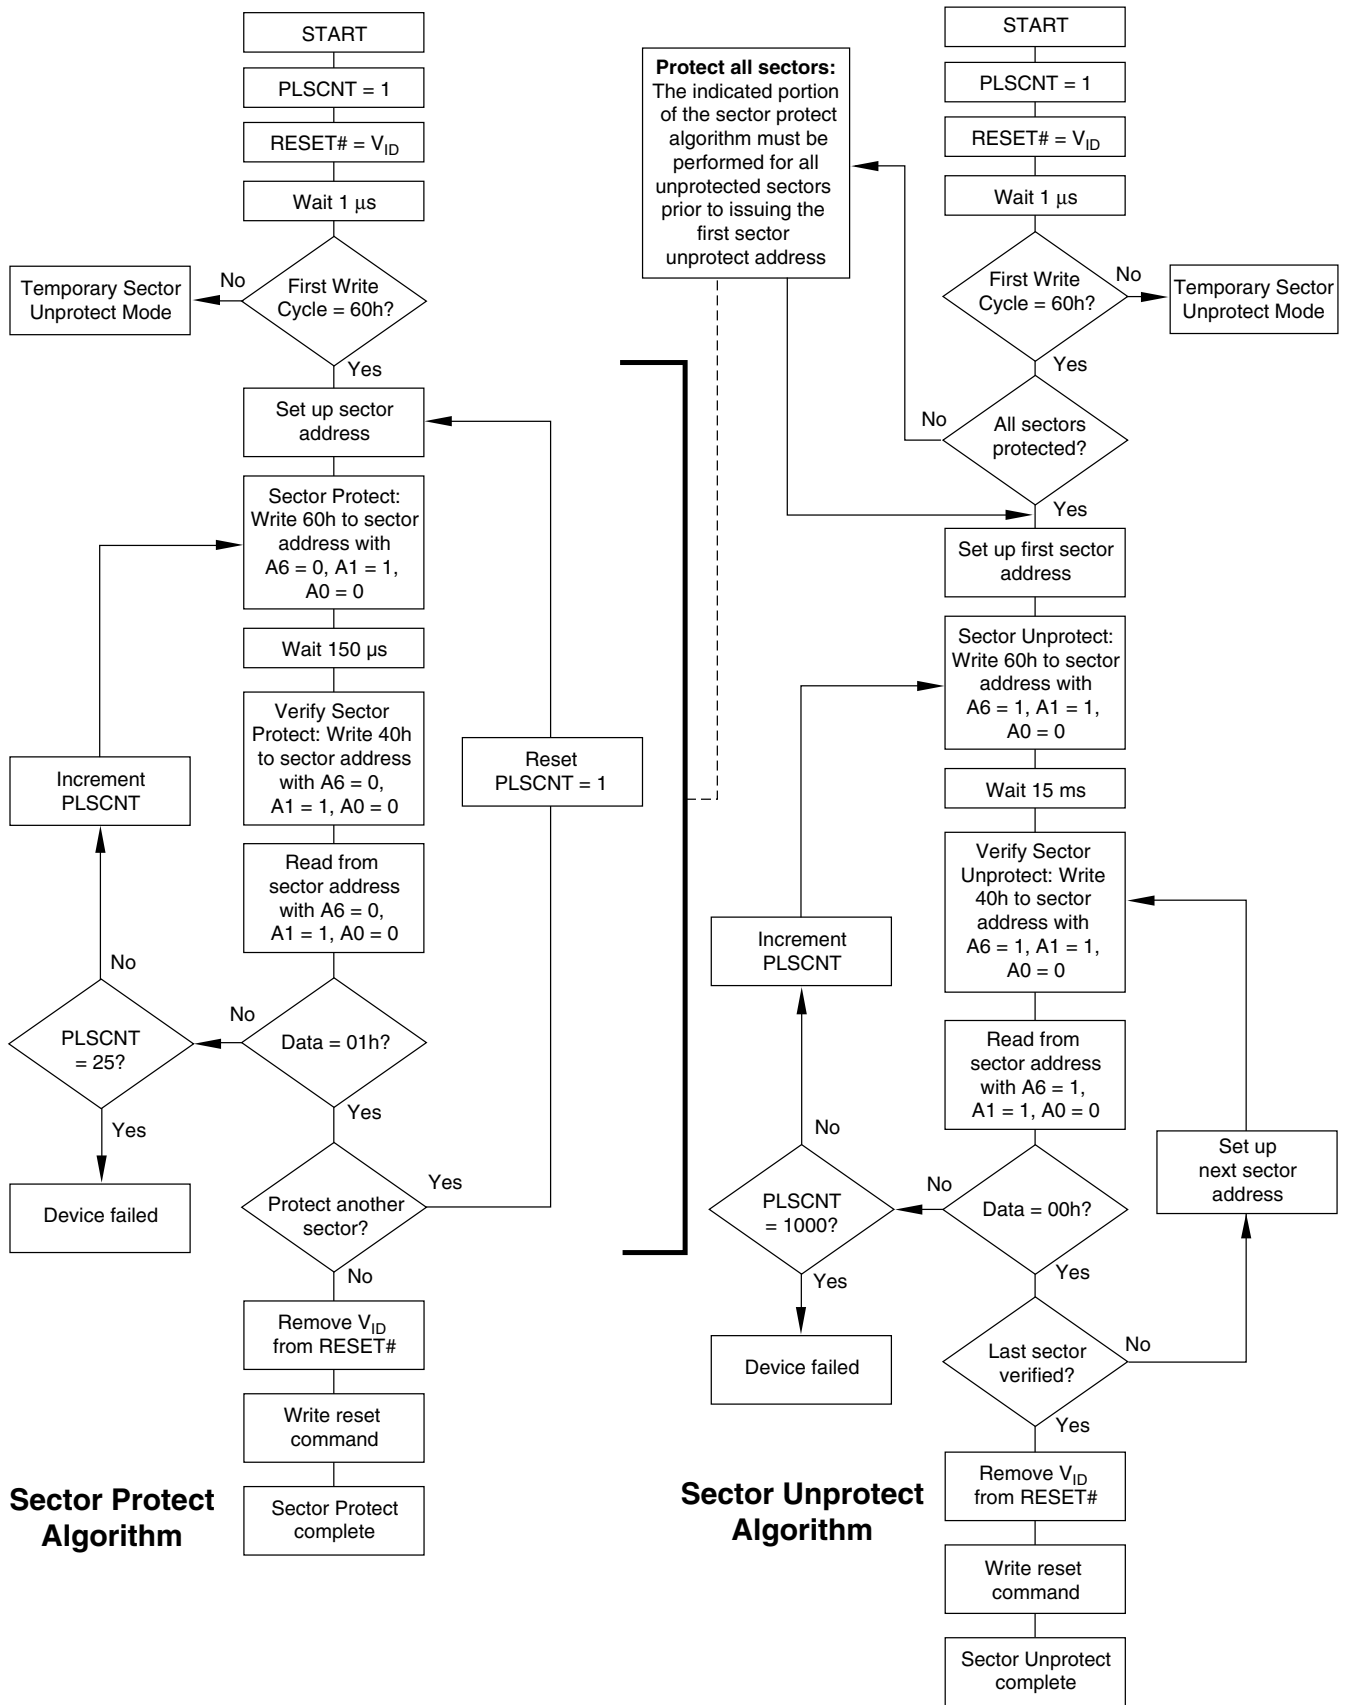 START
PLSCNT = 1
RESET# = VID
Wait 1 μs
First Write
Cycle = 60h?
No
Temporary Sector
Unprotect Mode
Yes
Set up sector
address
Sector Protect:
Write 60h to sector
address with
A6 = 0, A1 = 1,
A0 = 0
Wait 150 µs
Verify Sector
Protect: Write 40h
to sector address
with A6 = 0,
A1 = 1, A0 = 0
Reset
PLSCNT = 1
Increment
PLSCNT
Read from
sector address
with A6 = 0,
A1 = 1, A0 = 0
No
PLSCNT
= 25?
No
Data = 01h?
Yes
Yes
Device failed
Protect another
sector?
Yes
No
Remove VID
from RESET#
Write reset
command
Sector Protect
complete
Sector Protect
Algorithm
Protect all sectors:
The indicated portion
of the sector protect
algorithm must be
performed for all
unprotected sectors
prior to issuing the
first sector
unprotect address
START
PLSCNT = 1
RESET# = VID
Wait 1 μs
First Write
Cycle = 60h?
No
Temporary Sector
Unprotect Mode
Yes
No
All sectors
protected?
Yes
Set up first sector
address
Sector Unprotect:
Write 60h to sector
address with
A6 = 1, A1 = 1,
A0 = 0
Wait 15 ms
Verify Sector
Unprotect: Write
40h to sector
address with
A6 = 1, A1 = 1,
A0 = 0
Increment
PLSCNT
Read from
sector address
with A6 = 1,
A1 = 1, A0 = 0
No
PLSCNT
= 1000?
No
Data = 00h?
Set up
next sector
address
Yes
Yes
Device failed
Last sector
verified?
No
Yes
Remove VID
from RESET#
Write reset
command
Sector Unprotect
complete
Sector Unprotect
Algorithm